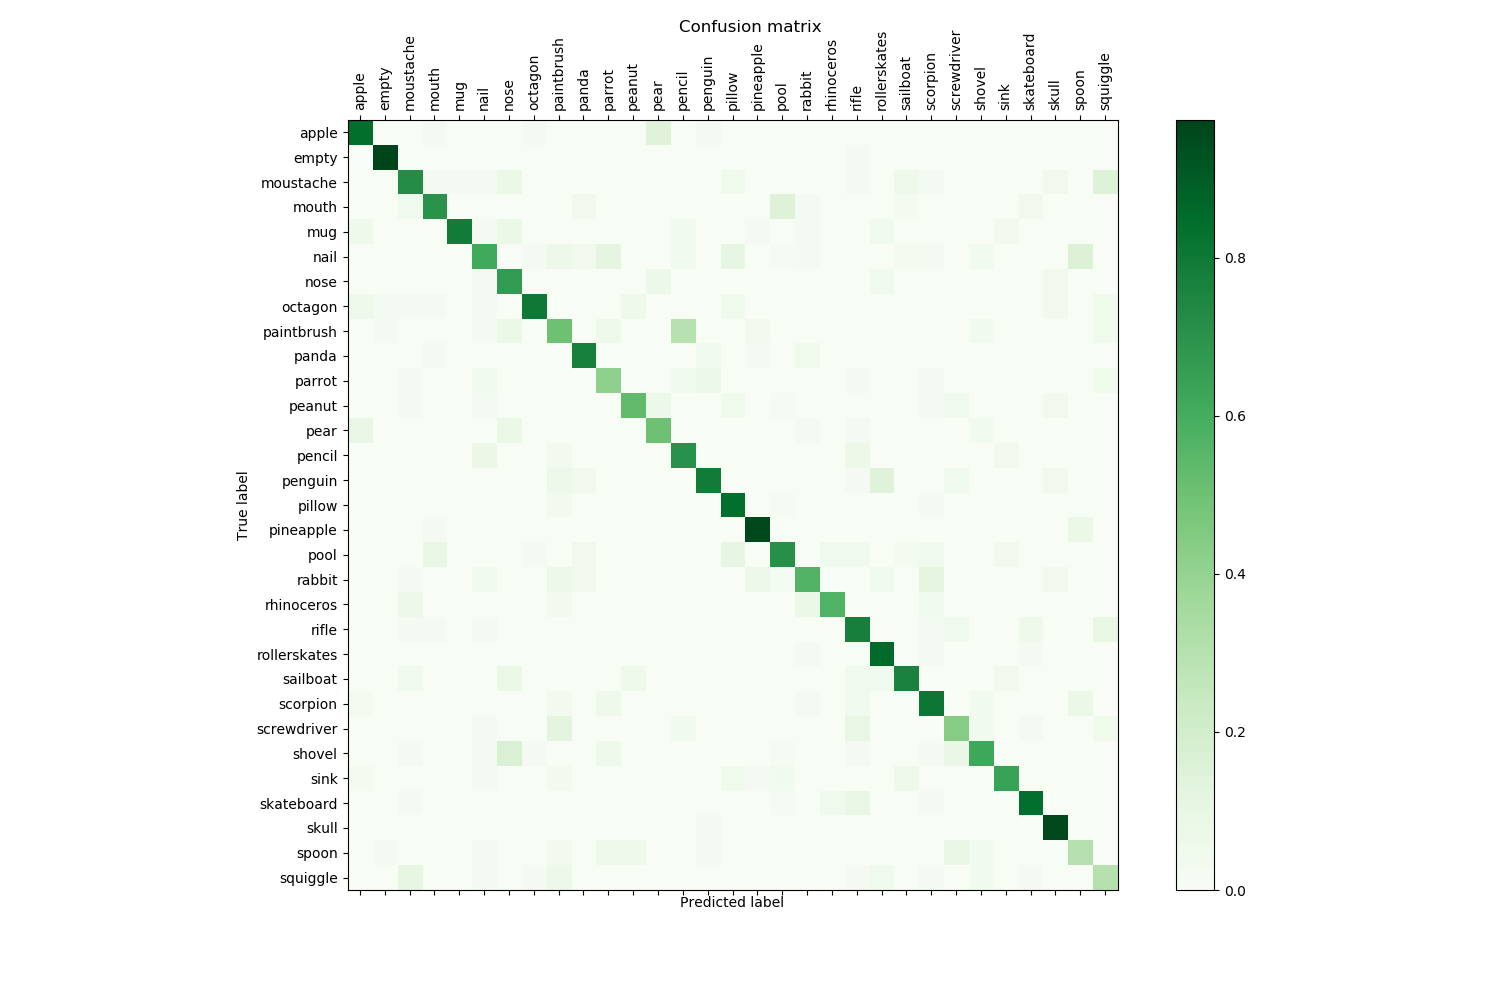 Confusion matrix
apple
empty
moustache
mouth
mug
nail
nose
octagon
paintbrush
panda
parrot
peanut
pear
pencil
penguin
pillow
pineapple
pool
rabbit
rhinoceros
rifle
rollerskates
sailboat
scorpion
screwdriver
shovel
sink
skateboard
skull
spoon
squiggle
True label
apple
empty
moustache
mouth
mug
nail
nose
octagon
paintbrush
panda
parrot
peanut
pear
pencil
penguin
pillow
pineapple
pool
rabbit
rhinoceros
rifle
rollerskates
sailboat
scorpion
screwdriver
shovel
sink
skateboard
skull
spoon
squiggle
Predicted label
0.8
0.6
0.4
0.2
0.0